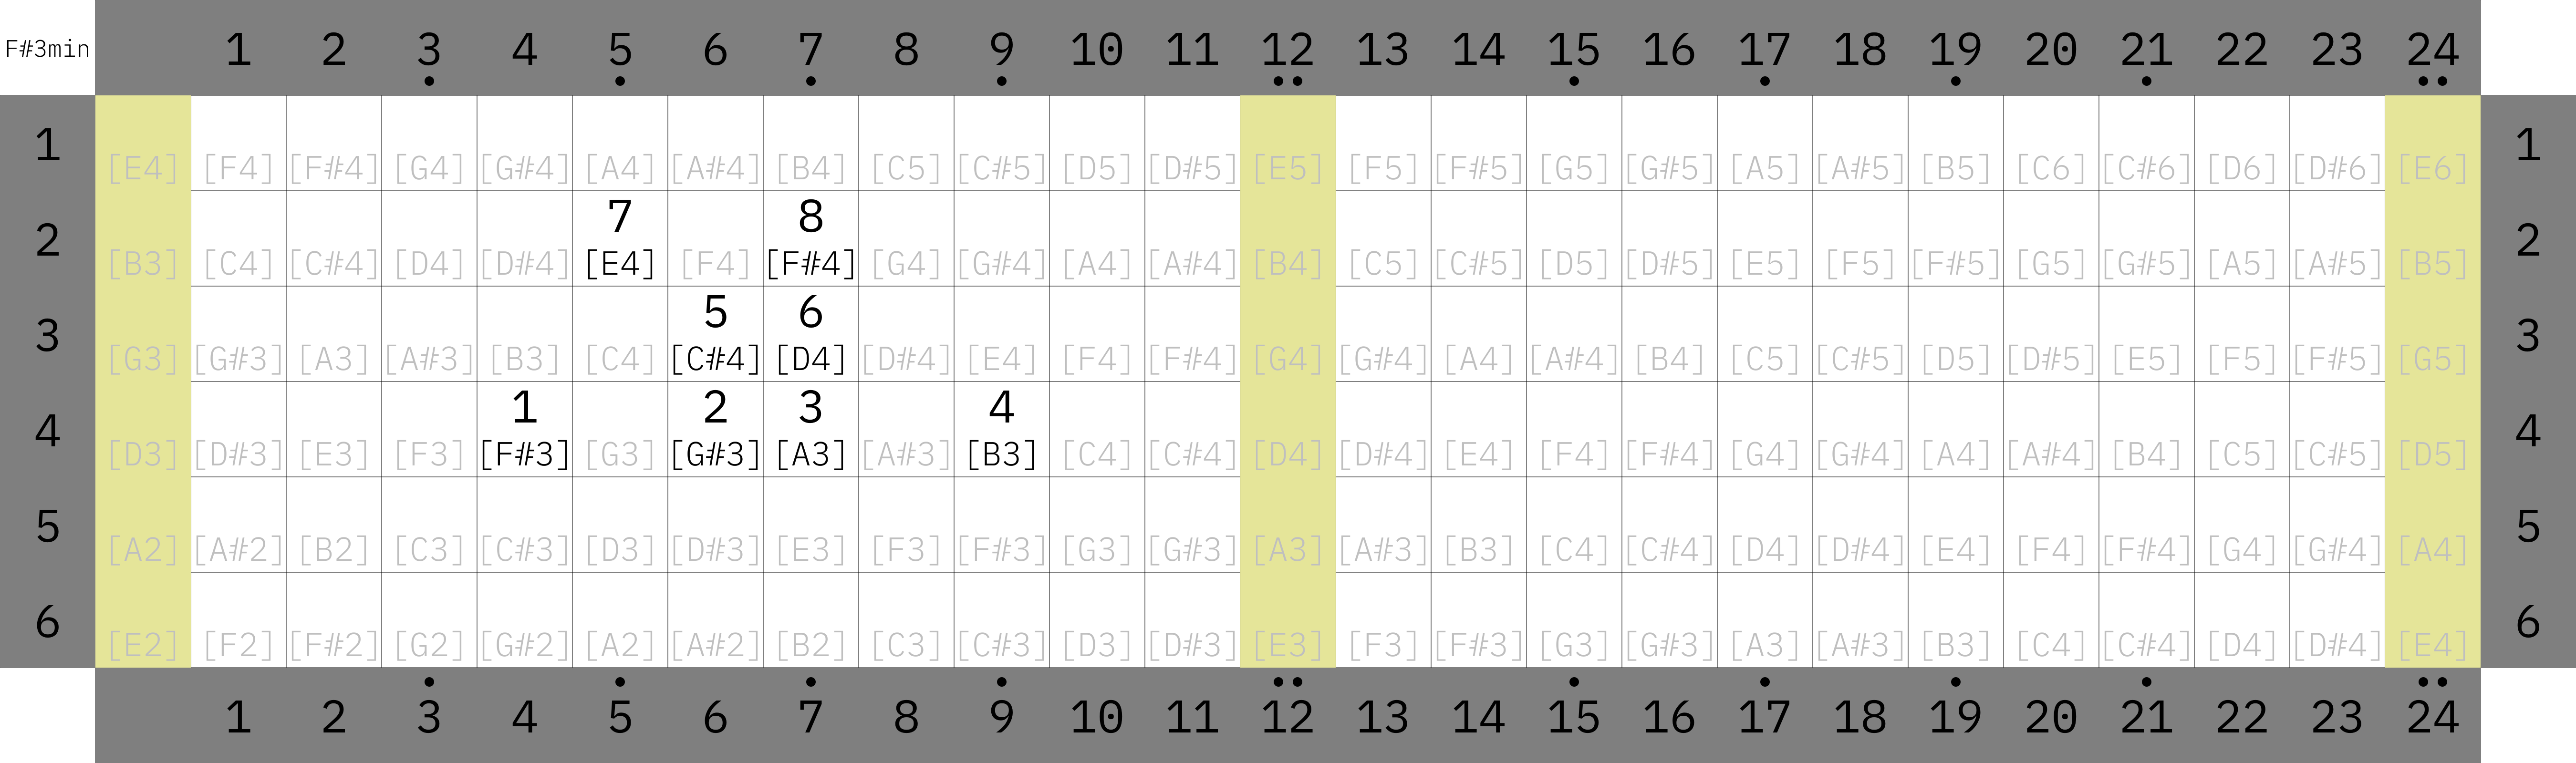 F#3min 1 2 3 4 5 6 7 8 9 10 11 12 13 14 15 16 17 18 19 20 21 22 23 24
1 [E4] [F4] [F#4] [G4] [G#4] [A4] [A#4] [B4] [C5] [C#5] [D5] [D#5] [E5] [F5] [F#5] [G5] [G#5] [A5] [A#5] [B5] [C6] [C#6] [D6] [D#6] [E6] 1
7 8
2 [B3] [C4] [C#4] [D4] [D#4] [E4] [F4] [F#4] [G4] [G#4] [A4] [A#4] [B4] [C5] [C#5] [D5] [D#5] [E5] [F5] [F#5] [G5] [G#5] [A5] [A#5] [B5] 2
5 6
3 [G3] [G#3] [A3] [A#3] [B3] [C4] [C#4] [D4] [D#4] [E4] [F4] [F#4] [G4] [G#4] [A4] [A#4] [B4] [C5] [C#5] [D5] [D#5] [E5] [F5] [F#5] [G5] 3
1 2 3 4
4 [D3] [D#3] [E3] [F3] [F#3] [G3] [G#3] [A3] [A#3] [B3] [C4] [C#4] [D4] [D#4] [E4] [F4] [F#4] [G4] [G#4] [A4] [A#4] [B4] [C5] [C#5] [D5] 4
5 [A2] [A#2] [B2] [C3] [C#3] [D3] [D#3] [E3] [F3] [F#3] [G3] [G#3] [A3] [A#3] [B3] [C4] [C#4] [D4] [D#4] [E4] [F4] [F#4] [G4] [G#4] [A4] 5
6 [E2] [F2] [F#2] [G2] [G#2] [A2] [A#2] [B2] [C3] [C#3] [D3] [D#3] [E3] [F3] [F#3] [G3] [G#3] [A3] [A#3] [B3] [C4] [C#4] [D4] [D#4] [E4] 6
1 2 3 4 5 6 7 8 9 10 11 12 13 14 15 16 17 18 19 20 21 22 23 24